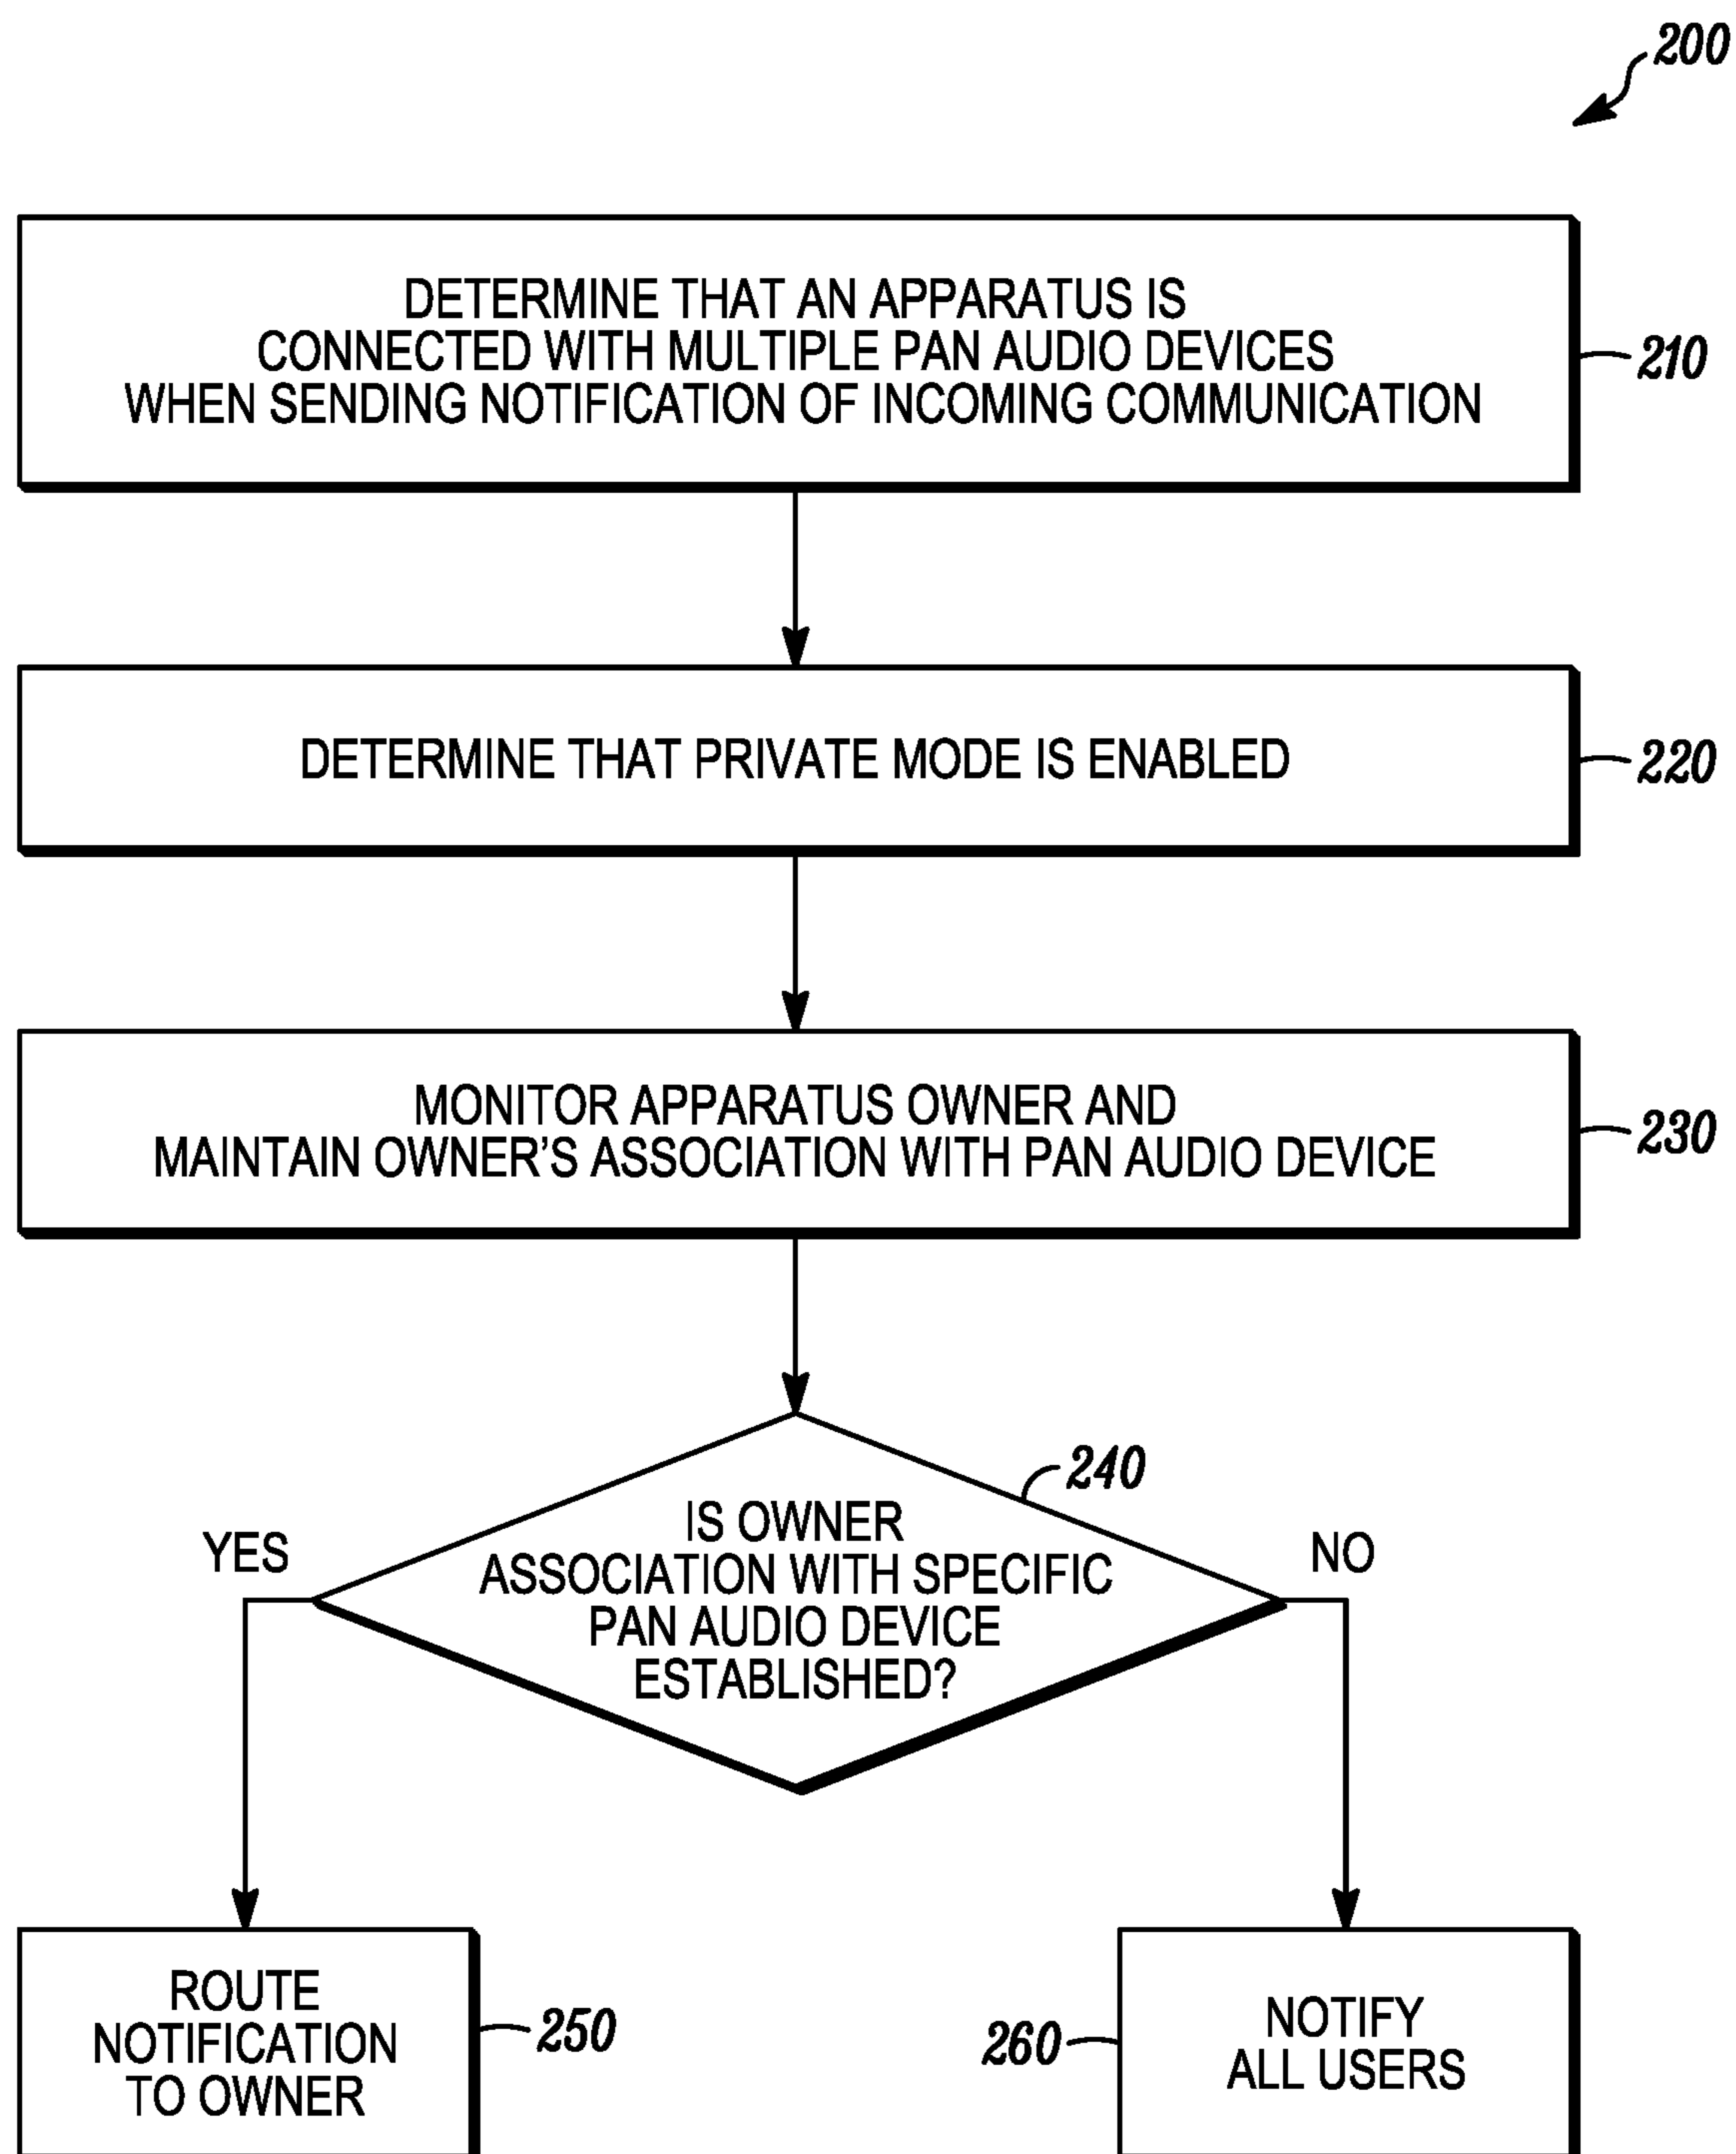 200
DETERMINE THAT AN APPARATUS IS
CONNECTED WITH MULTIPLE PAN AUDIO DEVICES
WHEN SENDING NOTIFICATION OF INCOMING COMMUNICATION
210
DETERMINE THAT PRIVATE MODE IS ENABLED
220
MONITOR APPARATUS OWNER AND
MAINTAIN OWNER'S ASSOCIATION WITH PAN AUDIO DEVICE
230
240
IS OWNER
ASSOCIATION WITH SPECIFIC
PAN AUDIO DEVICE
ESTABLISHED?
YES
NO
ROUTE
NOTIFICATION
TO OWNER
250
260
NOTIFY
ALL USERS